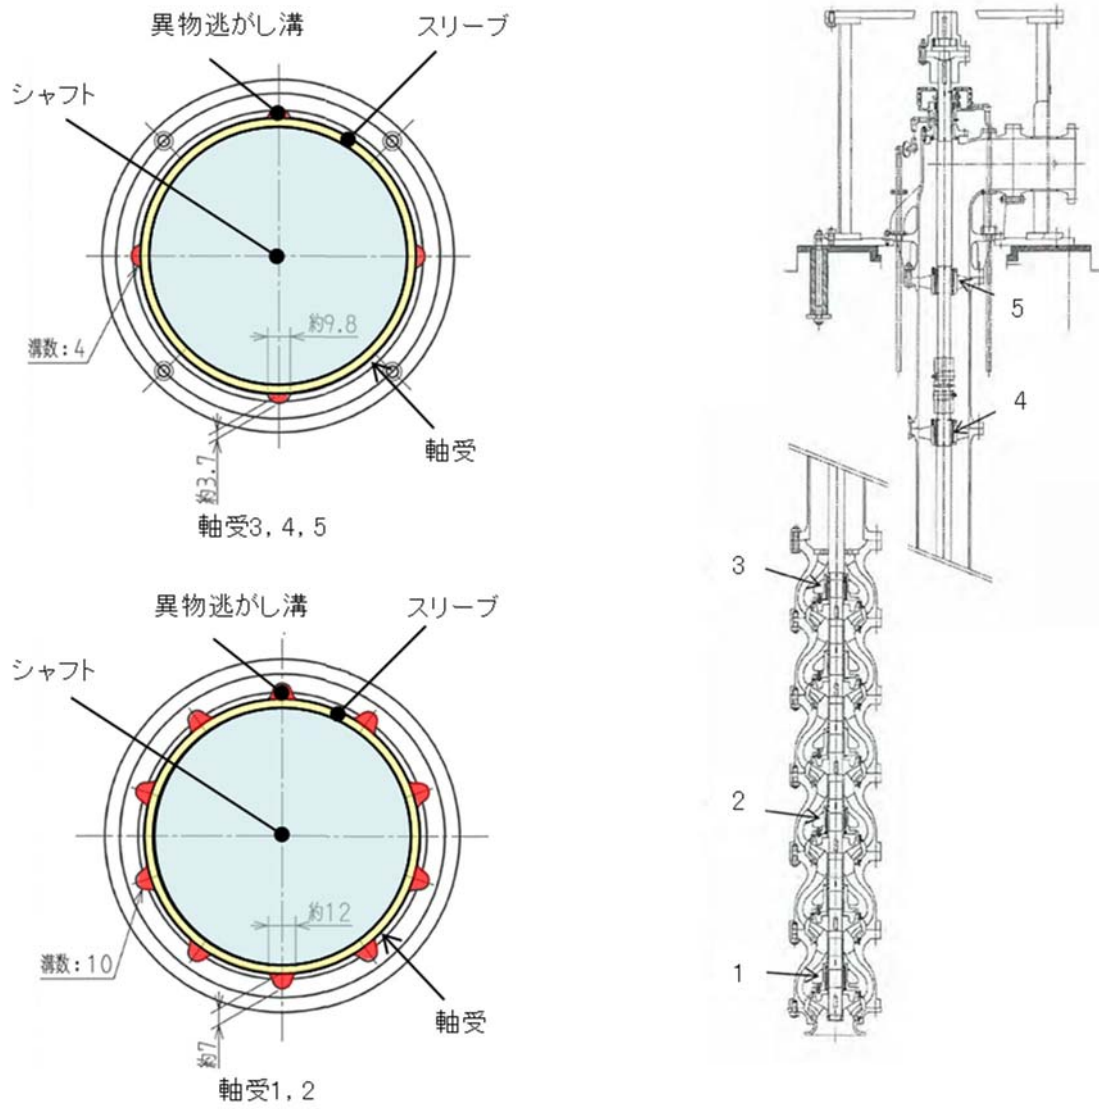 異物逃がし溝
スリーブ
シャフト
約9.8
溝数：4
軸受
約3.7
軸受3，4，5
異物逃がし溝
スリーブ
シャフト
約12
溝数：10
軸受
約7
軸受1，2
5
4
3
2
1